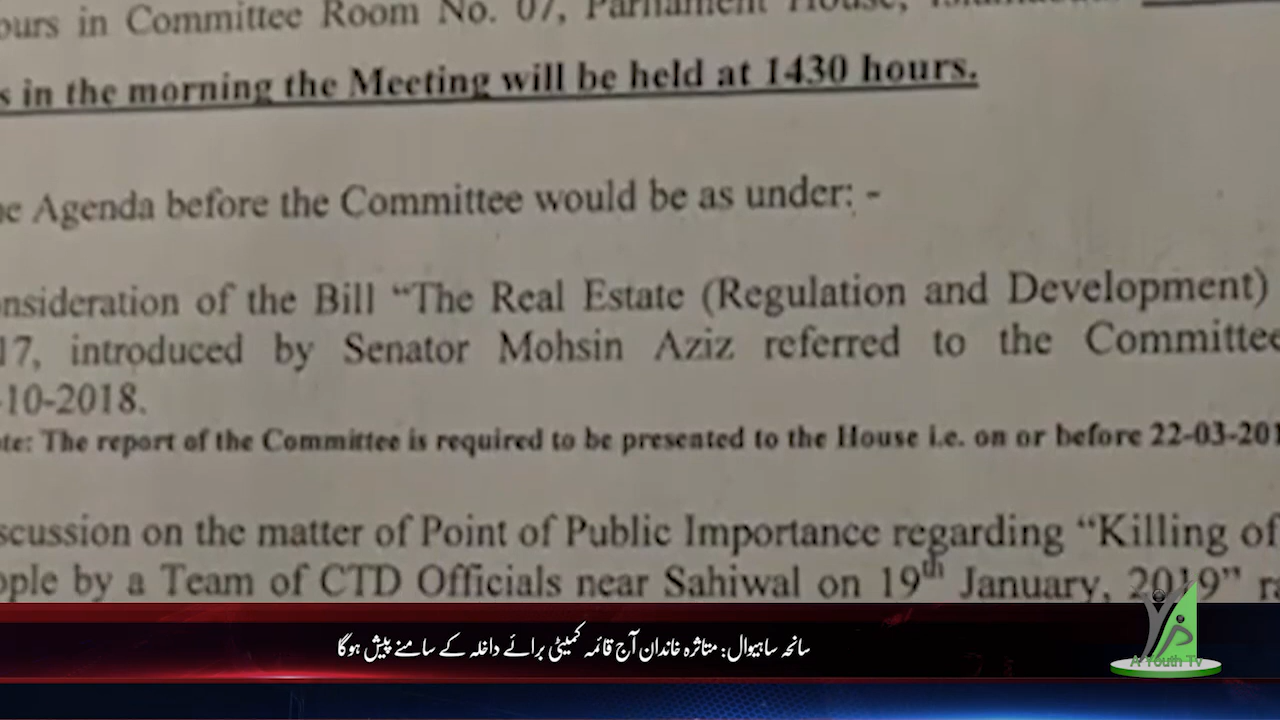 ours in Committee Room No. 07, Parliament House,
s in the morning the Meeting will be held at 1430 hours.
he Agenda before the Committee would be as under: -
onsideration of the Bill “The Real Estate (Regulation and Development)
17, introduced by Senator Mohsin Aziz referred to the Committee
-10-2018.
ote: The report of the Committee is required to be presented to the House i.e. on or before 22-03-201
iscussion on the matter of Point of Public Importance regarding “Killing of
ople by a Team of CTD Officials near Sahiwal on 19th January, 2019” ra
سانحہ ساہیوال: متاثرہ خاندان آج قائمہ کمیٹی برائے داخلہ کے سامنے پیش ہوگا
A Youth Tv